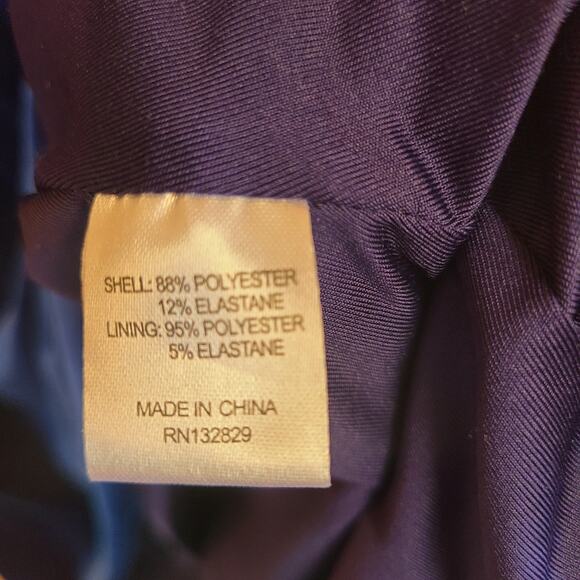 SHELL: 88% POLYESTER
12% ELASTANE
LINING: 95% POLYESTER
5% ELASTANE
MADE IN CHINA
RN132829